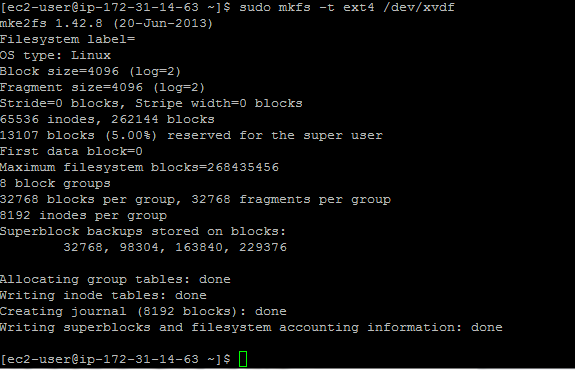 [ec2-user@ip-172-31-14-63 ~]$ sudo mkfs -t ext4 /dev/xvdf
mke2fs 1.42.8 (20-Jun-2013)
Filesystem label=
OS type: Linux
Block size=4096 (log=2)
Fragment size=4096 (log=2)
Stride=0 blocks, Stripe width=0 blocks
65536 inodes, 262144 blocks
13107 blocks (5.00%) reserved for the super user
First data block=0
Maximum filesystem blocks=268435456
8 block groups
32768 blocks per group, 32768 fragments per group
8192 inodes per group
Superblock backups stored on blocks:
        32768, 98304, 163840, 229376

Allocating group tables: done
Writing inode tables: done
Creating journal (8192 blocks): done
Writing superblocks and filesystem accounting information: done

[ec2-user@ip-172-31-14-63 ~]$